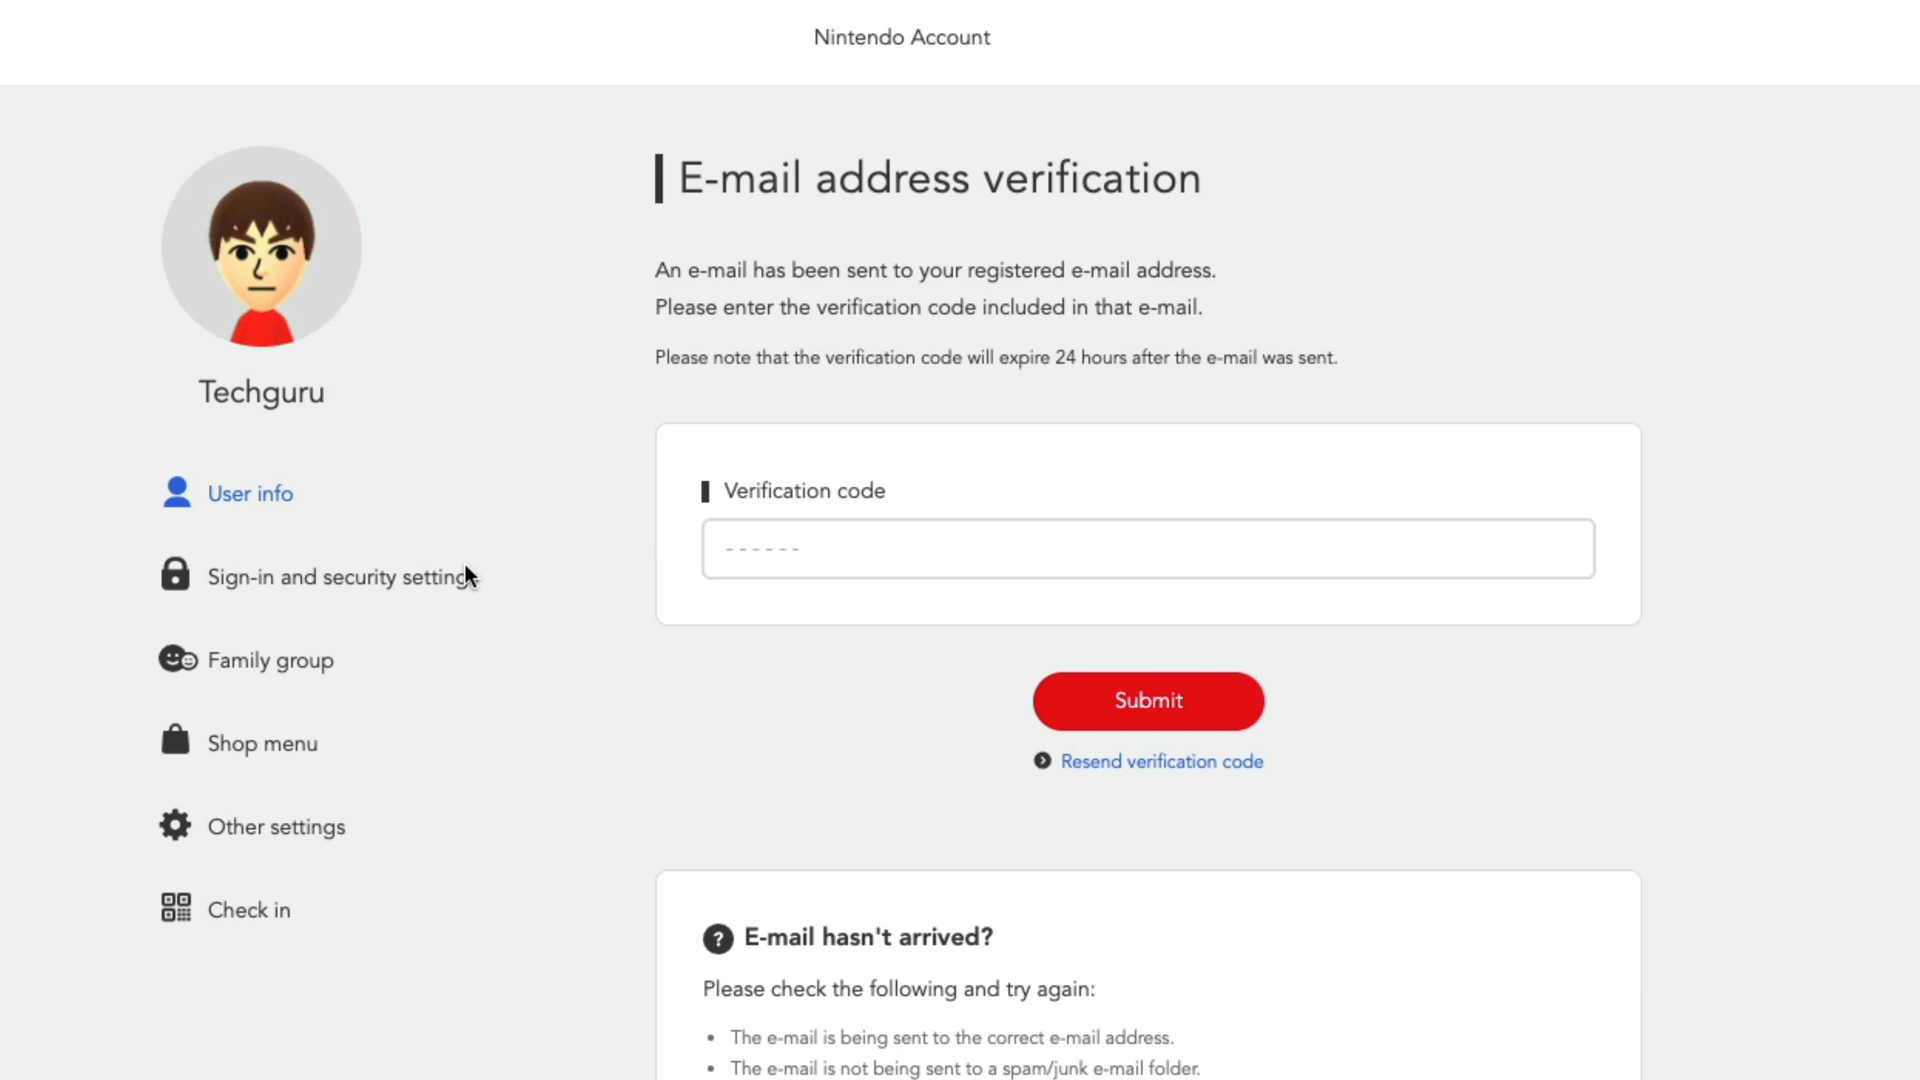 Nintendo Account
Techguru
User info
Sign-in and security setting
Family group
Shop menu
Other settings
Check in
E-mail address verification
An e-mail has been sent to your registered e-mail address.
Please enter the verification code included in that e-mail.
Please note that the verification code will expire 24 hours after the e-mail was sent.
Verification code
- - - - - -
Submit
Resend verification code
? E-mail hasn't arrived?
Please check the following and try again:
• The e-mail is being sent to the correct e-mail address.
• The e-mail is not being sent to a spam/junk e-mail folder.